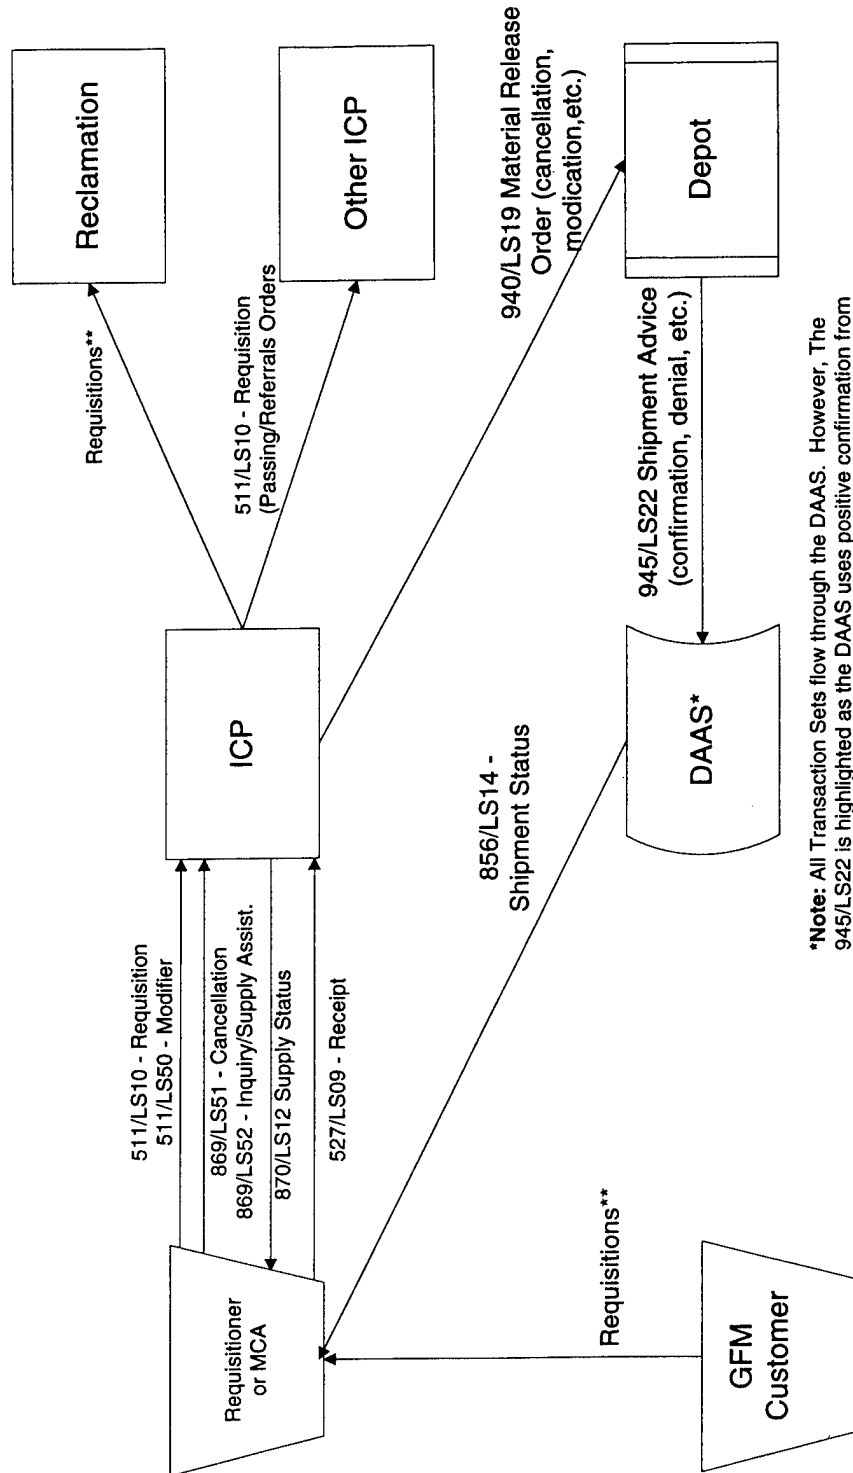 Reclamation
Requisitions**
Other ICP
511/LS10 - Requisition
(Passing/Referrals Orders
940/LS19 Material Release
Order (cancellation,
modication,etc.)
ICP
511/LS10 - Requisition
511/LS50 - Modifier
869/LS51 - Cancellation
869/LS52 - Inquiry/Supply Assist.
870/LS12 Supply Status
527/LS09 - Receipt
Requisitioner
or MCA
856/LS14 -
Shipment Status
Depot
945/LS22 Shipment Advice
(confirmation, denial, etc.)
DAAS*
Requisitions**
GFM
Customer
*Note: All Transaction Sets flow through the DAAS. However, The
945/LS22 is highlighted as the DAAS uses positive confirmation from